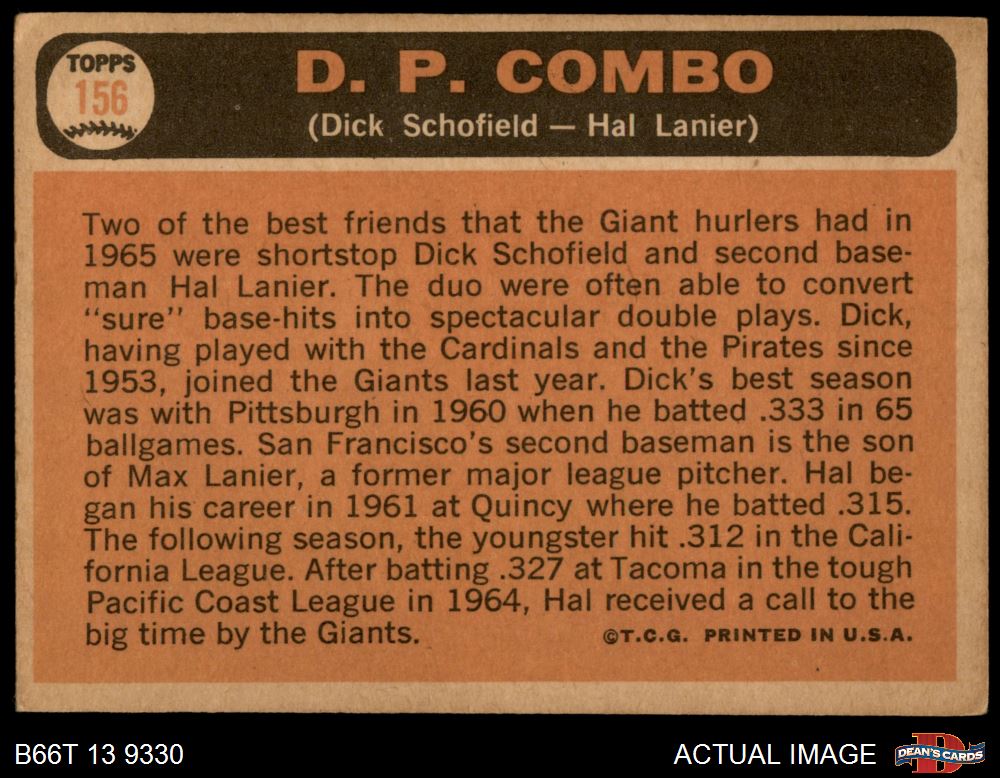 TOPPS
156
D. P. COMBO
(Dick Schofield — Hal Lanier)
Two of the best friends that the Giant hurlers had in
1965 were shortstop Dick Schofield and second base-
man Hal Lanier. The duo were often able to convert
“sure” base-hits into spectacular double plays. Dick,
having played with the Cardinals and the Pirates since
1953, joined the Giants last year. Dick’s best season
was with Pittsburgh in 1960 when he batted .333 in 65
ballgames. San Francisco’s second baseman is the son
of Max Lanier, a former major league pitcher. Hal be-
gan his career in 1961 at Quincy where he batted .315.
The following season, the youngster hit .312 in the Cali-
fornia League. After batting .327 at Tacoma in the tough
Pacific Coast League in 1964, Hal received a call to the
big time by the Giants.
©T.C.G. PRINTED IN U.S.A.
B66T 13 9330
ACTUAL IMAGE
DEAN'S CARDS